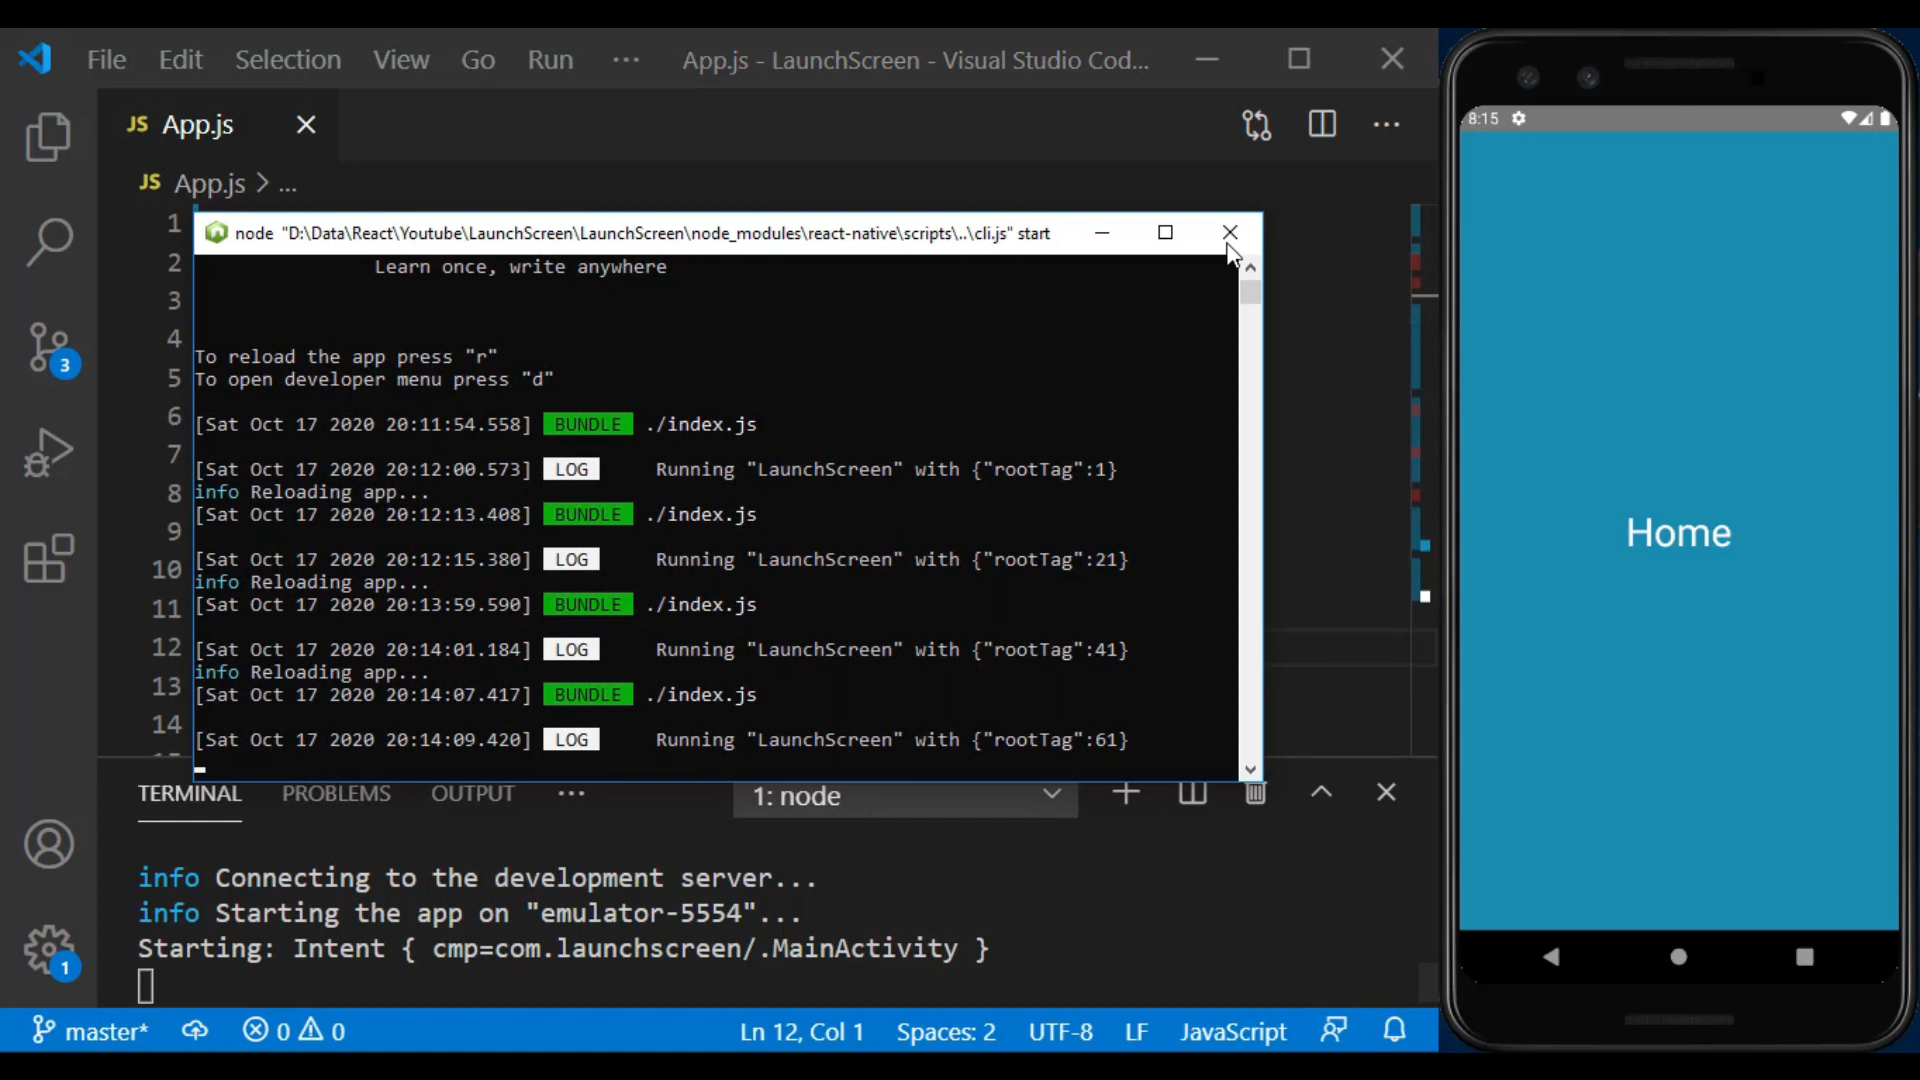 File Edit Selection View Go Run ··· App.js - LaunchScreen - Visual Studio Cod...
JS App.js
JS App.js > ...
1
2
3
4
5
6
7
8
9
10
11
12
13
14
node "D:\Data\React\Youtube\LaunchScreen\LaunchScreen\node_modules\react-native\scripts\..\cli.js" start
Learn once, write anywhere
To reload the app press "r"
To open developer menu press "d"
[Sat Oct 17 2020 20:11:54.558] BUNDLE ./index.js
[Sat Oct 17 2020 20:12:00.573] LOG Running "LaunchScreen" with {"rootTag":1}
info Reloading app...
[Sat Oct 17 2020 20:12:13.408] BUNDLE ./index.js
[Sat Oct 17 2020 20:12:15.380] LOG Running "LaunchScreen" with {"rootTag":21}
info Reloading app...
[Sat Oct 17 2020 20:13:59.590] BUNDLE ./index.js
[Sat Oct 17 2020 20:14:01.184] LOG Running "LaunchScreen" with {"rootTag":41}
info Reloading app...
[Sat Oct 17 2020 20:14:07.417] BUNDLE ./index.js
[Sat Oct 17 2020 20:14:09.420] LOG Running "LaunchScreen" with {"rootTag":61}
3
1
TERMINAL PROBLEMS OUTPUT ··· 1: node
info Connecting to the development server...
info Starting the app on "emulator-5554"...
Starting: Intent { cmp=com.launchscreen/.MainActivity }
master* 0 0 Ln 12, Col 1 Spaces: 2 UTF-8 LF JavaScript
8:15
Home